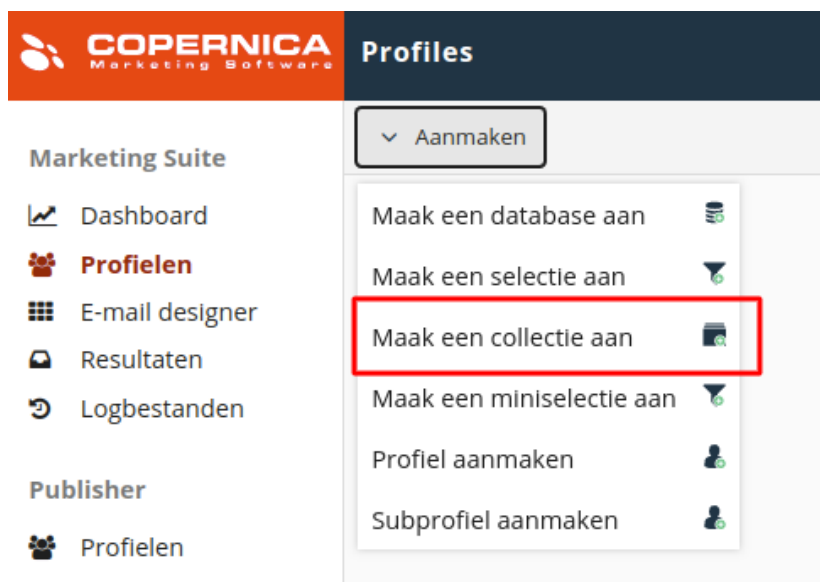 COPERNICA
Marketing Software
Profiles
Aanmaken
Marketing Suite
Dashboard
Profielen
E-mail designer
Resultaten
Logbestanden
Publisher
Profielen
Maak een database aan
Maak een selectie aan
Maak een collectie aan
Maak een miniselectie aan
Profiel aanmaken
Subprofiel aanmaken